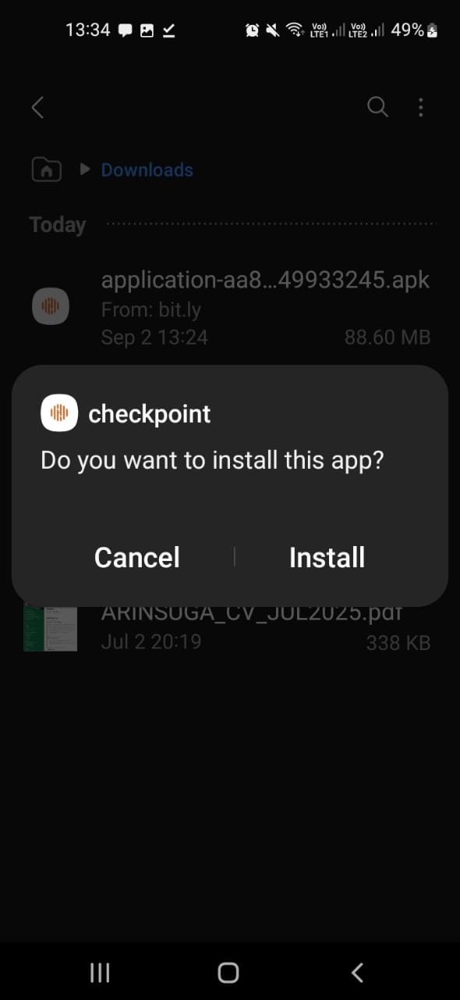 13:34 Vo)) LTE1 Vo)) LTE2 49%
Downloads
Today
application-aa8...49933245.apk
From: bit.ly
Sep 2 13:24 88.60 MB
checkpoint
Do you want to install this app?
Cancel Install
ARINSUGA_CV_JUL2025.pdf
Jul 2 20:19 338 KB